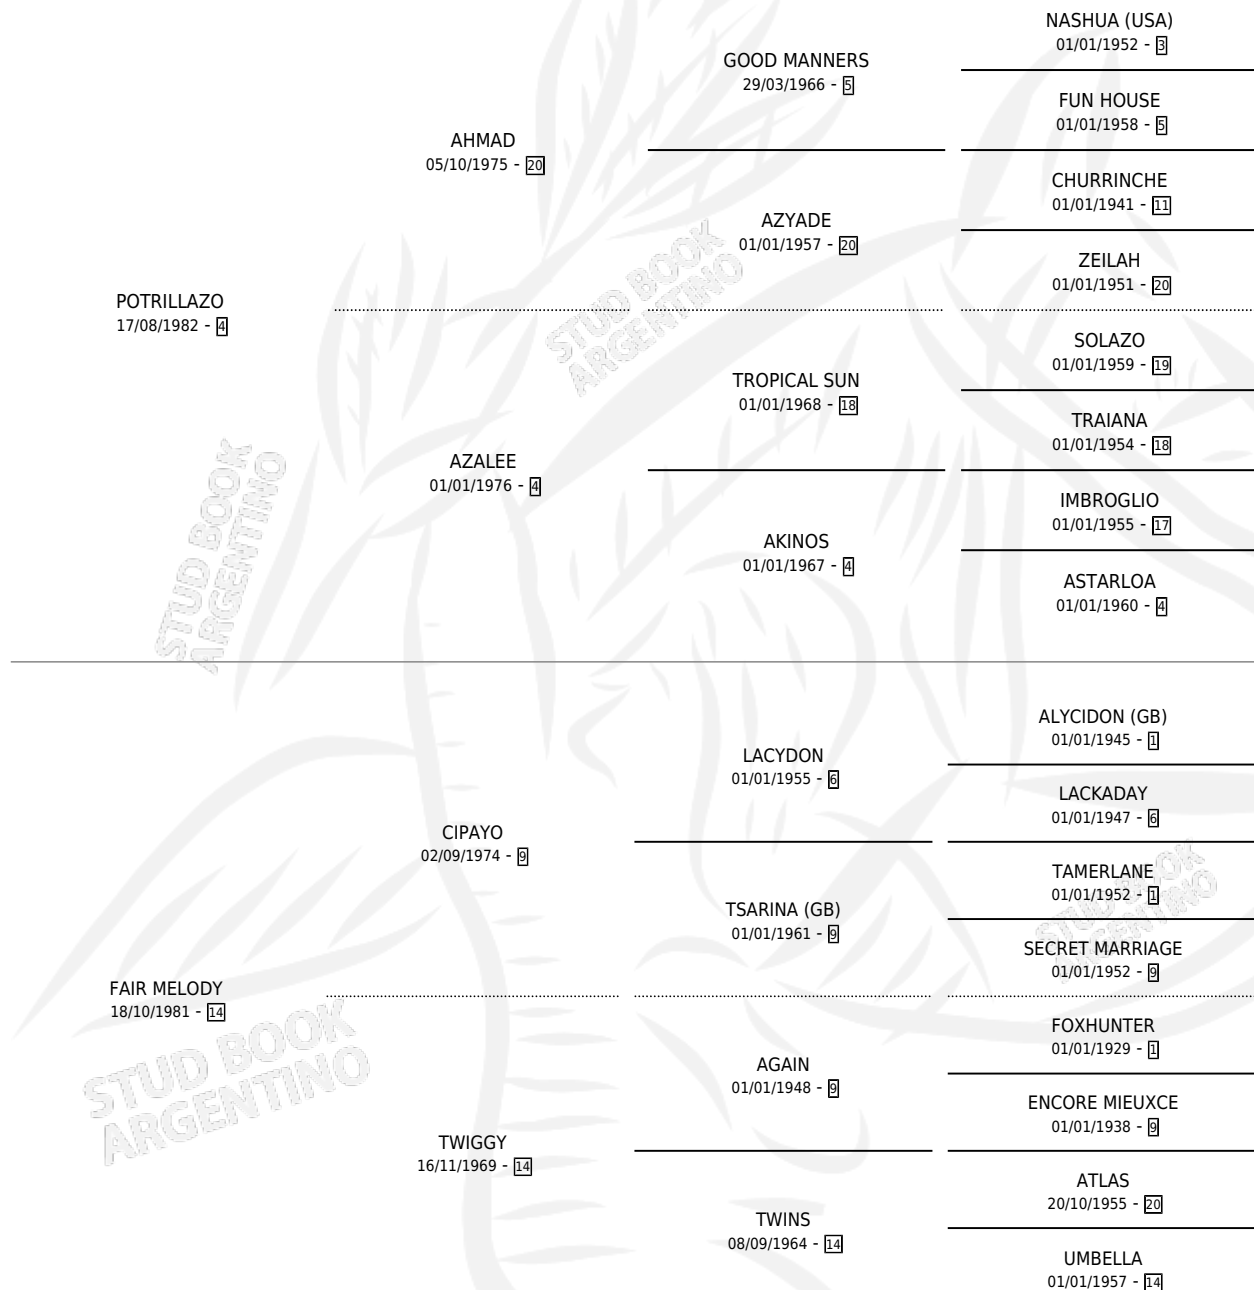 NASHUA (USA)
01/01/1952 - 3
GOOD MANNERS
29/03/1966 - 5
FUN HOUSE
01/01/1958 - 5
AHMAD
05/10/1975 - 20
CHURRINCHE
01/01/1941 - 11
AZYADE
01/01/1957 - 20
ZEILAH
01/01/1951 - 20
POTRILLAZO
17/08/1982 - 4
STUD BOOK
ARGENTINO
SOLAZO
01/01/1959 - 19
TROPICAL SUN
01/01/1968 - 18
TRAIANA
01/01/1954 - 18
AZALEE
01/01/1976 - 4
IMBROGLIO
01/01/1955 - 17
AKINOS
01/01/1967 - 4
ASTARLOA
01/01/1960 - 4
STUD BOOK
ARGENTINO
ALYCIDON (GB)
01/01/1945 - 1
LACYDON
01/01/1955 - 6
LACKADAY
01/01/1947 - 6
CIPAYO
02/09/1974 - 9
TAMERLANE
01/01/1952 - 1
TSARINA (GB)
01/01/1961 - 9
STUD BOOK
ARGENTINO
SECRET MARRIAGE
01/01/1952 - 9
FAIR MELODY
18/10/1981 - 14
FOXHUNTER
01/01/1929 - 1
AGAIN
01/01/1948 - 9
STUD BOOK
ARGENTINO
ENCORE MIEUXCE
01/01/1938 - 9
TWIGGY
16/11/1969 - 14
ATLAS
20/10/1955 - 20
TWINS
08/09/1964 - 14
UMBELLA
01/01/1957 - 14